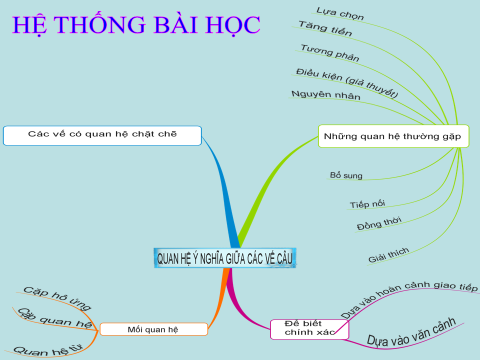 HỆ THỐNG BÀI HỌC
Lựa chọn
Tăng tiến
Tương phản
Điều kiện (giả thuyết)
Nguyên nhân
Các vế có quan hệ chặt chẽ
Những quan hệ thường gặp
Bổ sung
Tiếp nối
Đồng thời
Giải thích
QUAN HỆ Ý NGHĨA GIỮA CÁC VẾ CÂU
Cặp hô ứng
Cặp quan hệ
Quan hệ từ
Mối quan hệ
Để biết
chính xác
Dựa vào hoàn cảnh giao tiếp
Dựa vào văn cảnh